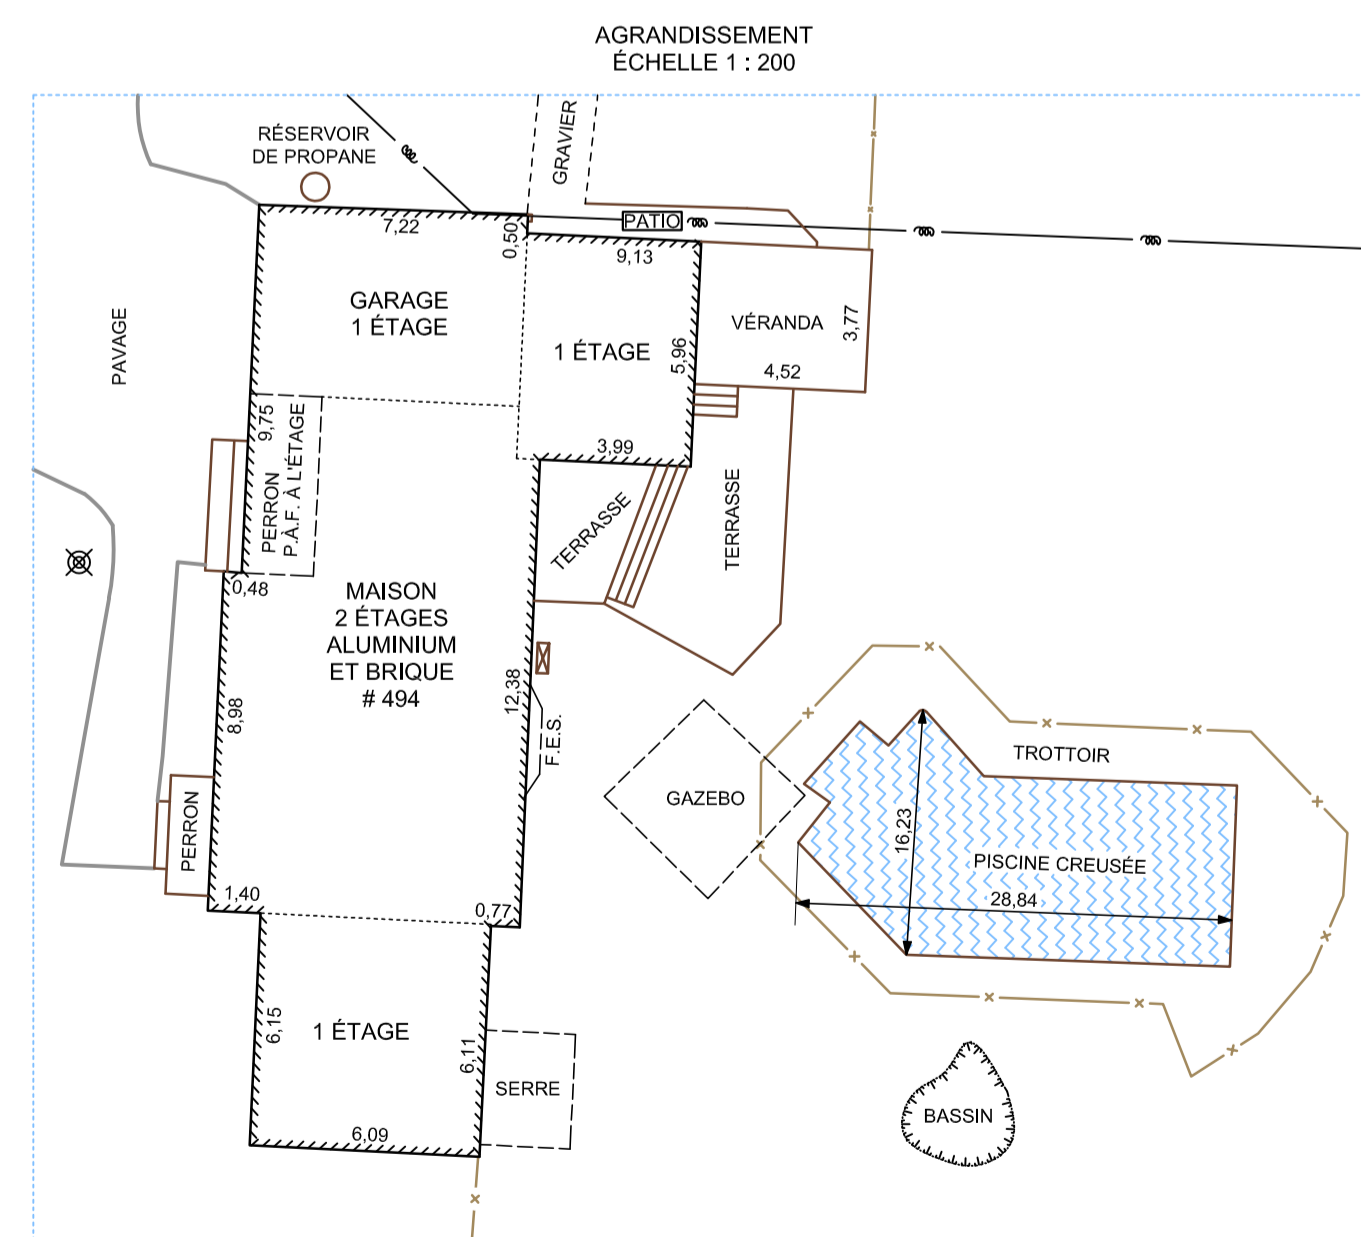 AGRANDISSEMENT
ÉCHELLE 1 : 200
RÉSERVOIR
DE PROPANE
GRAVIER
7,22
0,50
PATIO
9,13
GARAGE
1 ÉTAGE
PAVAGE
1 ÉTAGE
5,96
VÉRANDA
3,77
4,52
9,75
PERRON
P.À.F. À L'ÉTAGE
3,99
TERRASSE
TERRASSE
0,48
MAISON
2 ÉTAGES
ALUMINIUM
ET BRIQUE
# 494
8,98
12,38
F.E.S.
GAZEBO
TROTTOIR
PERRON
16,23
PISCINE CREUSÉE
28,84
1,40
0,77
6,15
1 ÉTAGE
6,11
SERRE
6,09
BASSIN